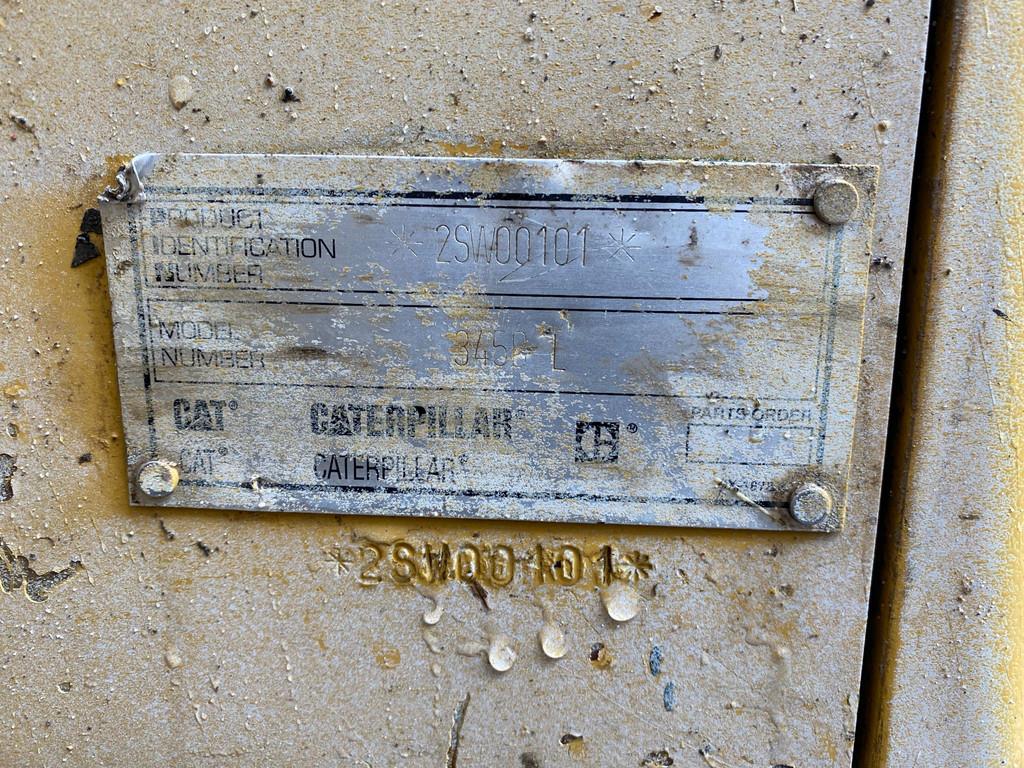 PRODUCT
IDENTIFICATION
NUMBER
*2SW00101*
MODEL
NUMBER
345B L
CAT® CATERPILLAR®
CAT® CATERPILLAR®
PARTS ORDER
*2SW00101*